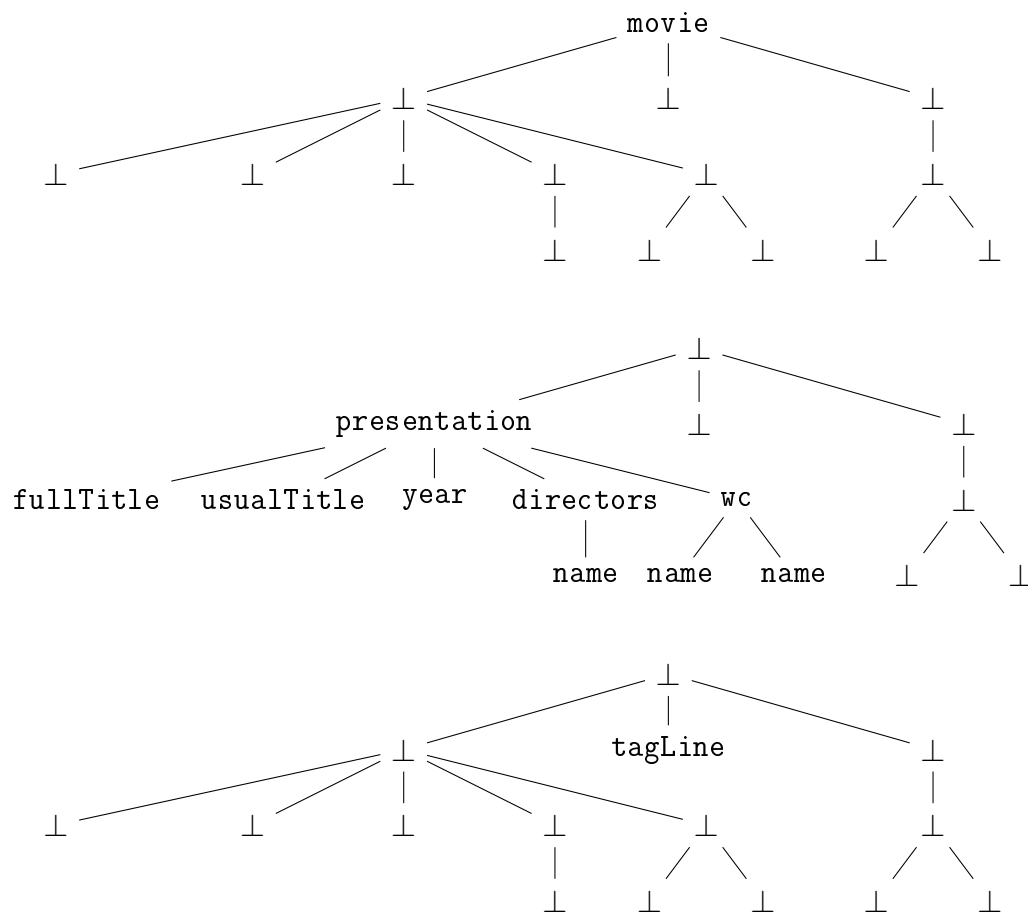 movie
⊥ ⊥ ⊥
⊥ ⊥ ⊥ ⊥ ⊥ ⊥
⊥ ⊥ ⊥ ⊥ ⊥
⊥
presentation ⊥ ⊥
fullTitle usualTitle year directors wc ⊥
name name name ⊥ ⊥
⊥
⊥ tagLine ⊥
⊥ ⊥ ⊥ ⊥ ⊥ ⊥
⊥ ⊥ ⊥ ⊥ ⊥